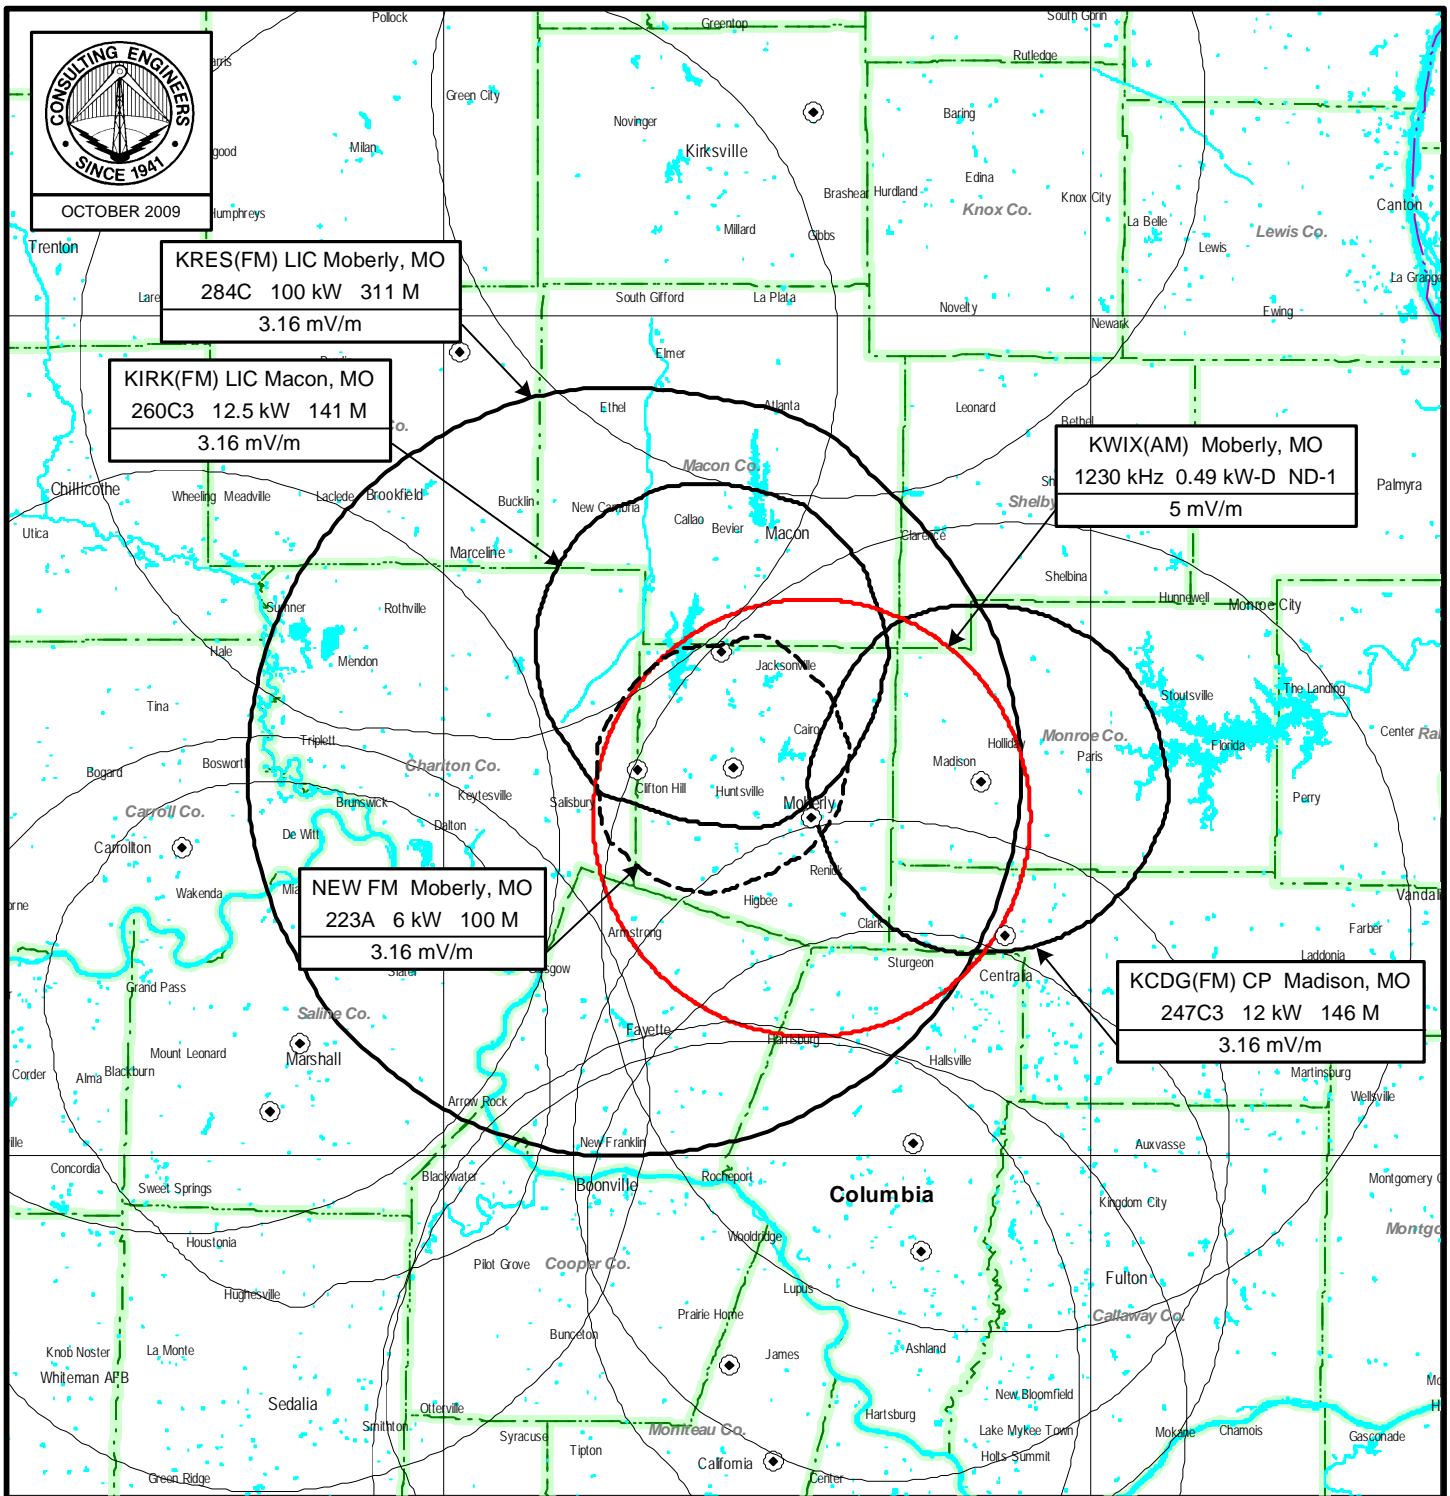 Pollock
Greentop
South Gorin
Rutledge
CONSULTING ENGINEERS
SINCE 1941
OCTOBER 2009
Green City
Novinger
Baring
Milan
Kirksville
Edina
Brashear
Hurdland
Knox City
Knox Co.
Canton
La Belle
Lewis
Lewis Co.
Humphreys
Trenton
Millard
Gibbs
KRES(FM) LIC Moberly, MO
284C 100 kW 311 M
3.16 mV/m
South Gifford
La Plata
Novelty
Newark
Ewing
La Grange
Elmer
KIRK(FM) LIC Macon, MO
260C3 12.5 kW 141 M
3.16 mV/m
Ethel
Atlanta
Leonard
Bethel
KWIX(AM) Moberly, MO
1230 kHz 0.49 kW-D ND-1
5 mV/m
Macon Co.
Palmyra
Chillicothe
Wheeling
Meadville
Laclede
Brookfield
Bucklin
New Cambria
Callao
Bevier
Macon
Clarence
Utica
Marceline
Shelbina
Hunnewell
Monroe City
Sumner
Rothville
Hale
Mendon
Jacksonville
Stoutsville
The Landing
Tina
Cairo
Triplett
Holliday
Monroe Co.
Paris
Florida
Center
Bogard
Bosworth
Chariton Co.
Madison
Clifton Hill
Huntsville
Keytesville
Salisbury
Moberly
Perry
Brunswick
Carroll Co.
Dalton
De Witt
Carrollton
Renick
Wakenda
NEW FM Moberly, MO
223A 6 kW 100 M
3.16 mV/m
Higbee
Clark
Armstrong
Farber
Laddonia
Sturgeon
Centralia
Slater
Glasgow
KCDG(FM) CP Madison, MO
247C3 12 kW 146 M
3.16 mV/m
Grand Pass
Saline Co.
Fayette
Harrisburg
Mount Leonard
Marshall
Hallsville
Corder
Alma
Blackburn
Martinsburg
Wellsville
Arrow Rock
New Franklin
Auxvasse
Concordia
Sweet Springs
Blackwater
Boonville
Rocheport
Columbia
Kingdom City
Houstonia
Wooldridge
Pilot Grove
Cooper Co.
Fulton
Hughesville
Lupus
Prairie Home
Callaway Co.
Bunceton
Knob Noster
La Monte
James
Ashland
Whiteman AFB
New Bloomfield
Sedalia
Otterville
Hartsburg
Smithton
Syracuse
Moniteau Co.
Lake Mykee Town
Mokane
Chamois
Gasconade
Tipton
California
Holts Summit
Green Ridge
Center